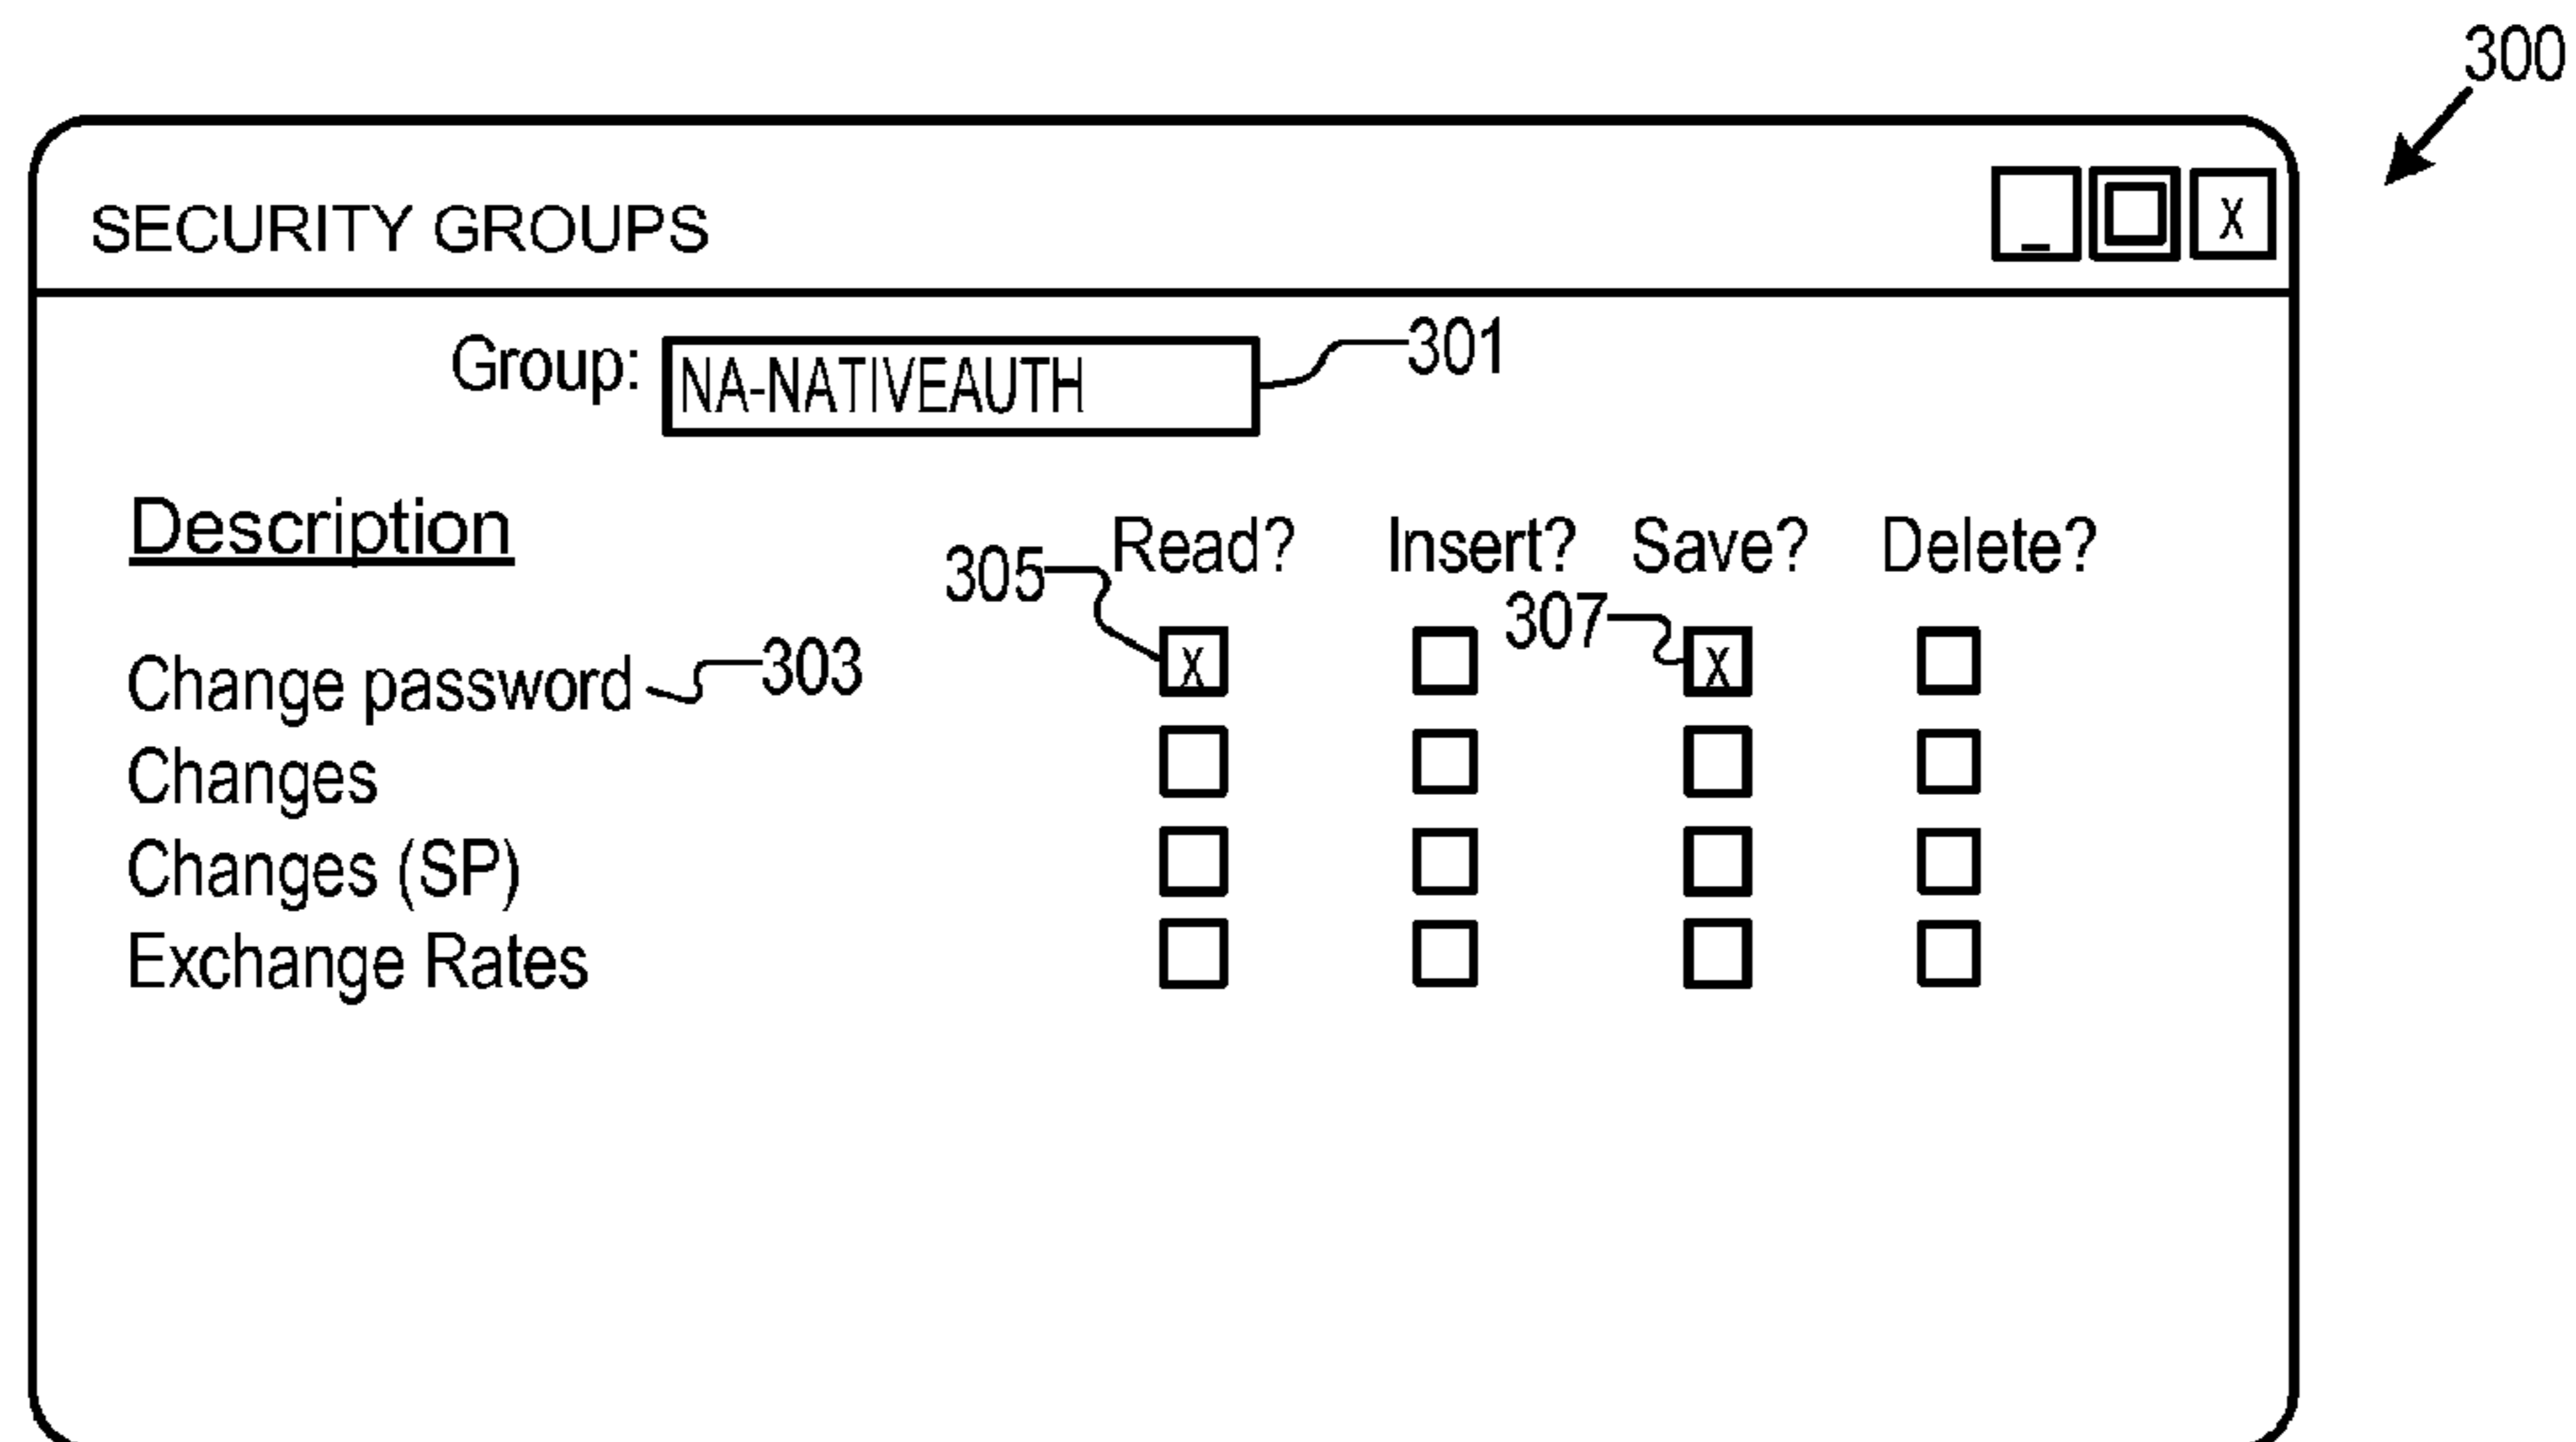 300
SECURITY GROUPS _ X
Group: NA-NATIVEAUTH 301
Description Read? Insert? Save? Delete?
305 307
Change password 303 X X
Changes
Changes (SP)
Exchange Rates